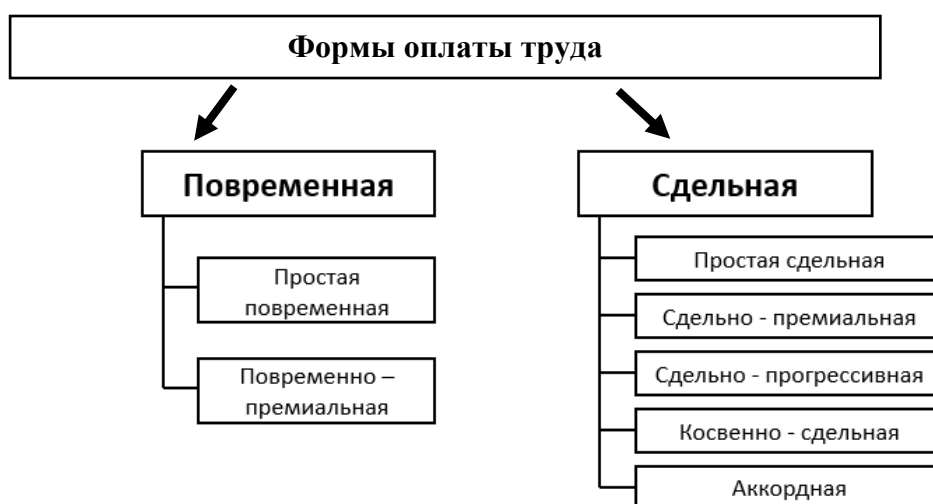 Формы оплаты труда
Повременная
Простая
повременная
Повременно –
премиальная
Сдельная
Простая сдельная
Сдельно - премиальная
Сдельно - прогрессивная
Косвенно - сдельная
Аккордная